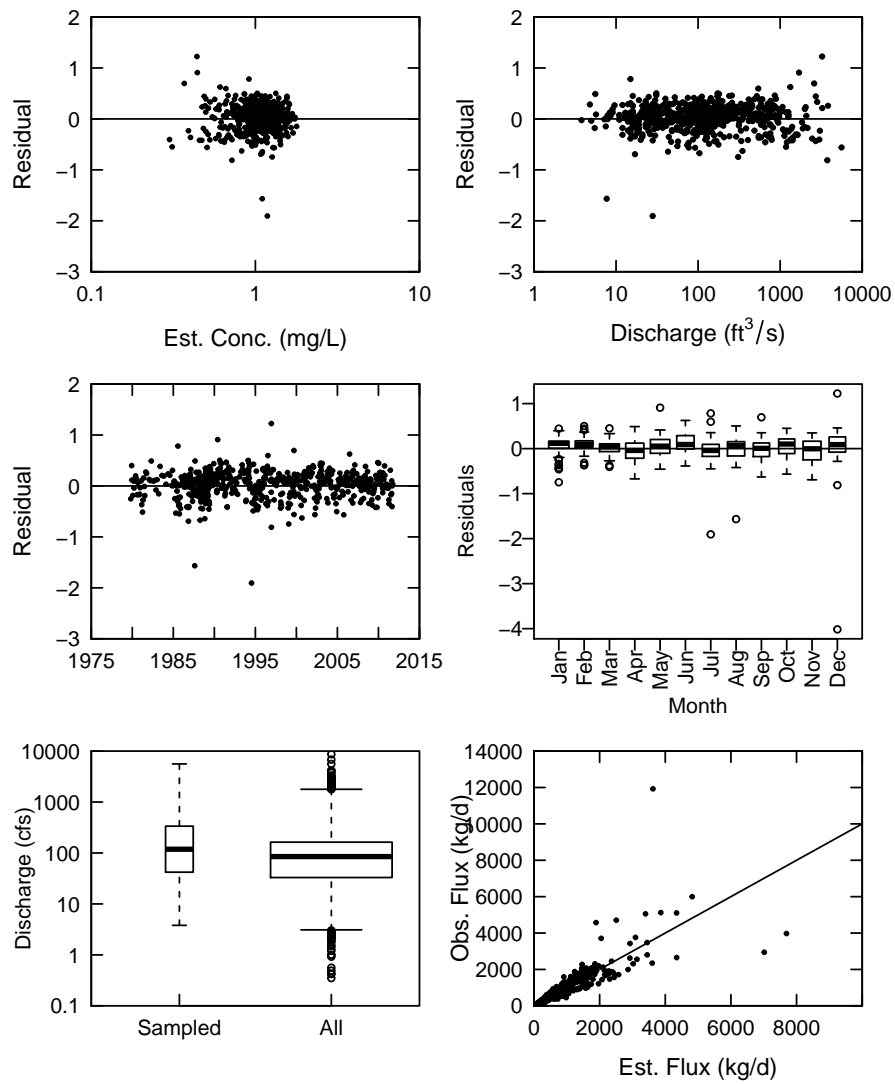 2
1
0
−1
−2
−3
Residual
0.1
1
10
Est. Conc. (mg/L)
2
1
0
−1
−2
−3
Residual
1
10
100
1000
10000
Discharge (ft³/s)
2
1
0
−1
−2
−3
Residual
1975
1985
1995
2005
2015
1
0
−1
−2
−3
−4
Residuals
Jan
Feb
Mar
Apr
May
Jun
Jul
Aug
Sep
Oct
Nov
Dec
Month
10000
1000
100
10
1
0.1
Discharge (cfs)
Sampled
All
14000
12000
10000
8000
6000
4000
2000
0
Obs. Flux (kg/d)
0
2000
4000
6000
8000
Est. Flux (kg/d)